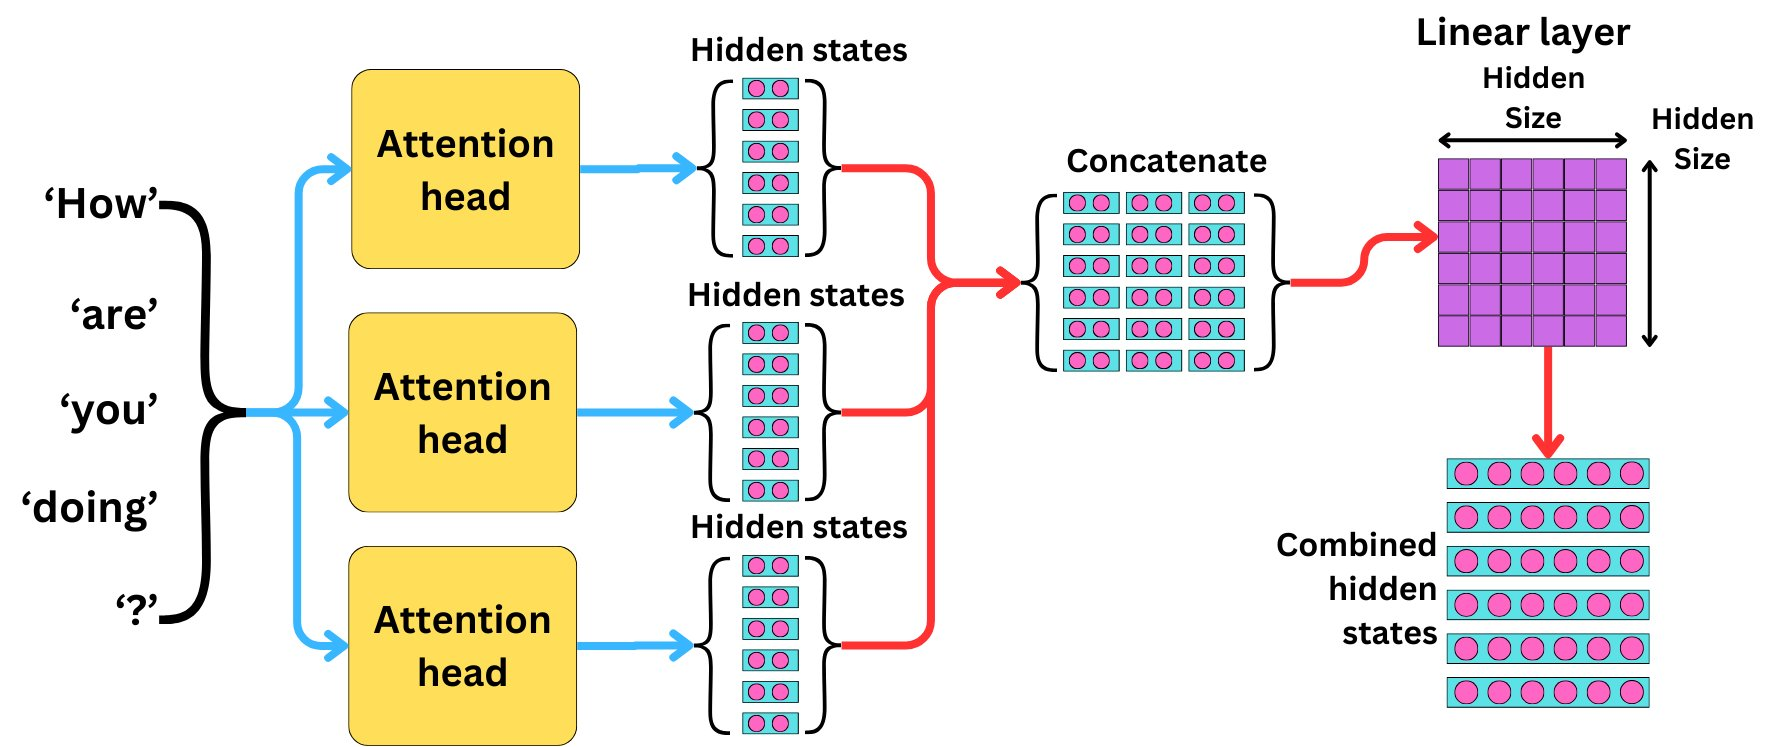 ‘How’
‘are’
‘you’
‘doing’
‘?’
Attention
head
Attention
head
Attention
head
Hidden states
Hidden states
Hidden states
Concatenate
Linear layer
Hidden
Size
Hidden
Size
Combined
hidden
states